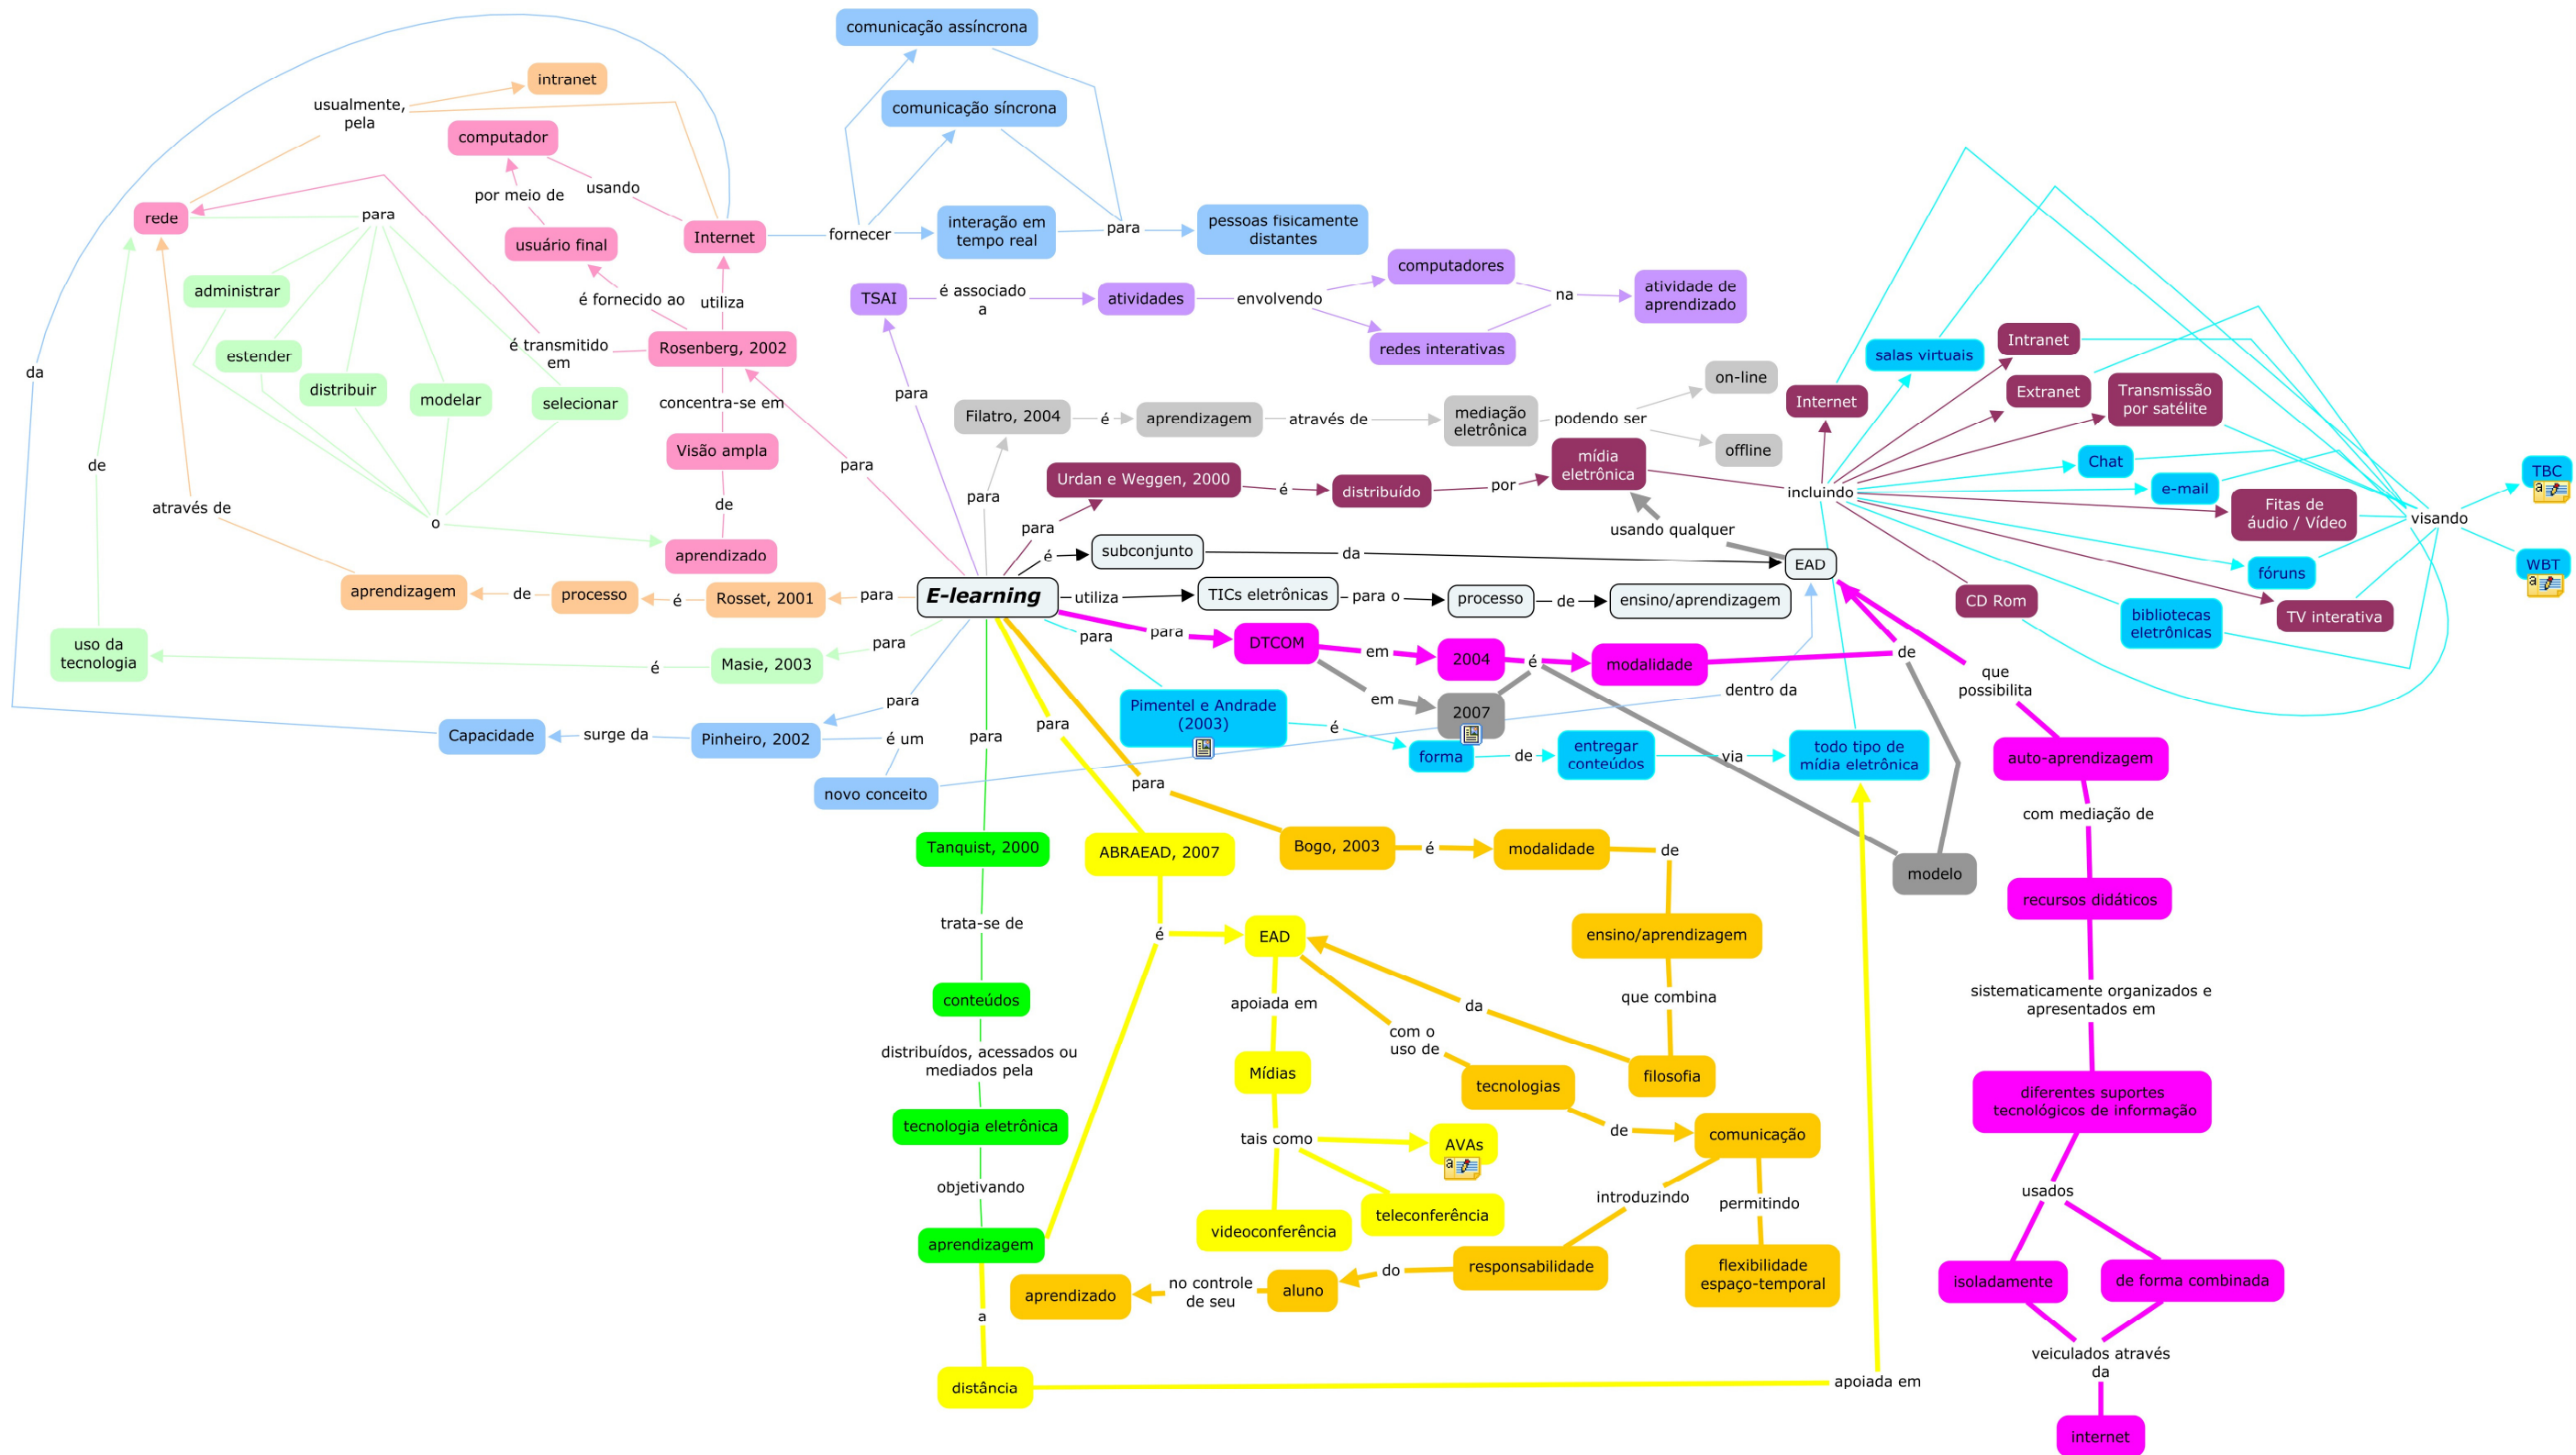 comunicação assíncrona
intranet
usualmente,
pela
comunicação síncrona
computador
usando
por meio de
rede
para
usuário final
Internet
fornecer
interação em
tempo real
para
pessoas fisicamente
distantes
administrar
é fornecido ao
utiliza
TSAI
é associado
a
atividades
envolvendo
computadores
redes interativas
na
atividade de
aprendizado
estender
distribuir
modelar
selecionar
é transmitido
em
Rosenberg, 2002
da
para
concentra-se em
Visão ampla
de
aprendizado
para
de
através de
o
Filatro, 2004
é
aprendizagem
através de
mediação
eletrônica
podendo ser
on-line
offline
para
Urdan e Weggen, 2000
é
distribuído
por
mídia
eletrônica
incluindo
Internet
salas virtuais
Intranet
Extranet
Transmissão
por satélite
Chat
e-mail
Fitas de
áudio / Vídeo
fóruns
TV interativa
CD Rom
bibliotecas
eletrônicas
visando
TBC
a
WBT
a
para
é
subconjunto
da
usando qualquer
EAD
E-learning
utiliza
TICs eletrônicas
para o
processo
de
ensino/aprendizagem
para
Rosset, 2001
é
processo
de
aprendizagem
uso da
tecnologia
é
Masie, 2003
para
para
para
DTCOM
em
2004
é
modalidade
de
em
2007
que
possibilita
dentro da
Pimentel e Andrade
(2003)
é
forma
de
entregar
conteúdos
via
todo tipo de
mídia eletrônica
Capacidade
surge da
Pinheiro, 2002
para
é um
novo conceito
para
para
para
auto-aprendizagem
com mediação de
recursos didáticos
sistematicamente organizados e
apresentados em
diferentes suportes
tecnológicos de informação
usados
isoladamente
de forma combinada
veiculados através
da
internet
modelo
Tanquist, 2000
trata-se de
conteúdos
distribuídos, acessados ou
mediados pela
tecnologia eletrônica
objetivando
aprendizagem
a
distância
apoiada em
ABRAEAD, 2007
é
EAD
apoiada em
Mídias
tais como
AVAs
a
teleconferência
videoconferência
Bogo, 2003
é
modalidade
de
ensino/aprendizagem
que combina
filosofia
da
com o
uso de
tecnologias
de
comunicação
introduzindo
permitindo
flexibilidade
espaço-temporal
responsabilidade
do
aluno
no controle
de seu
aprendizado